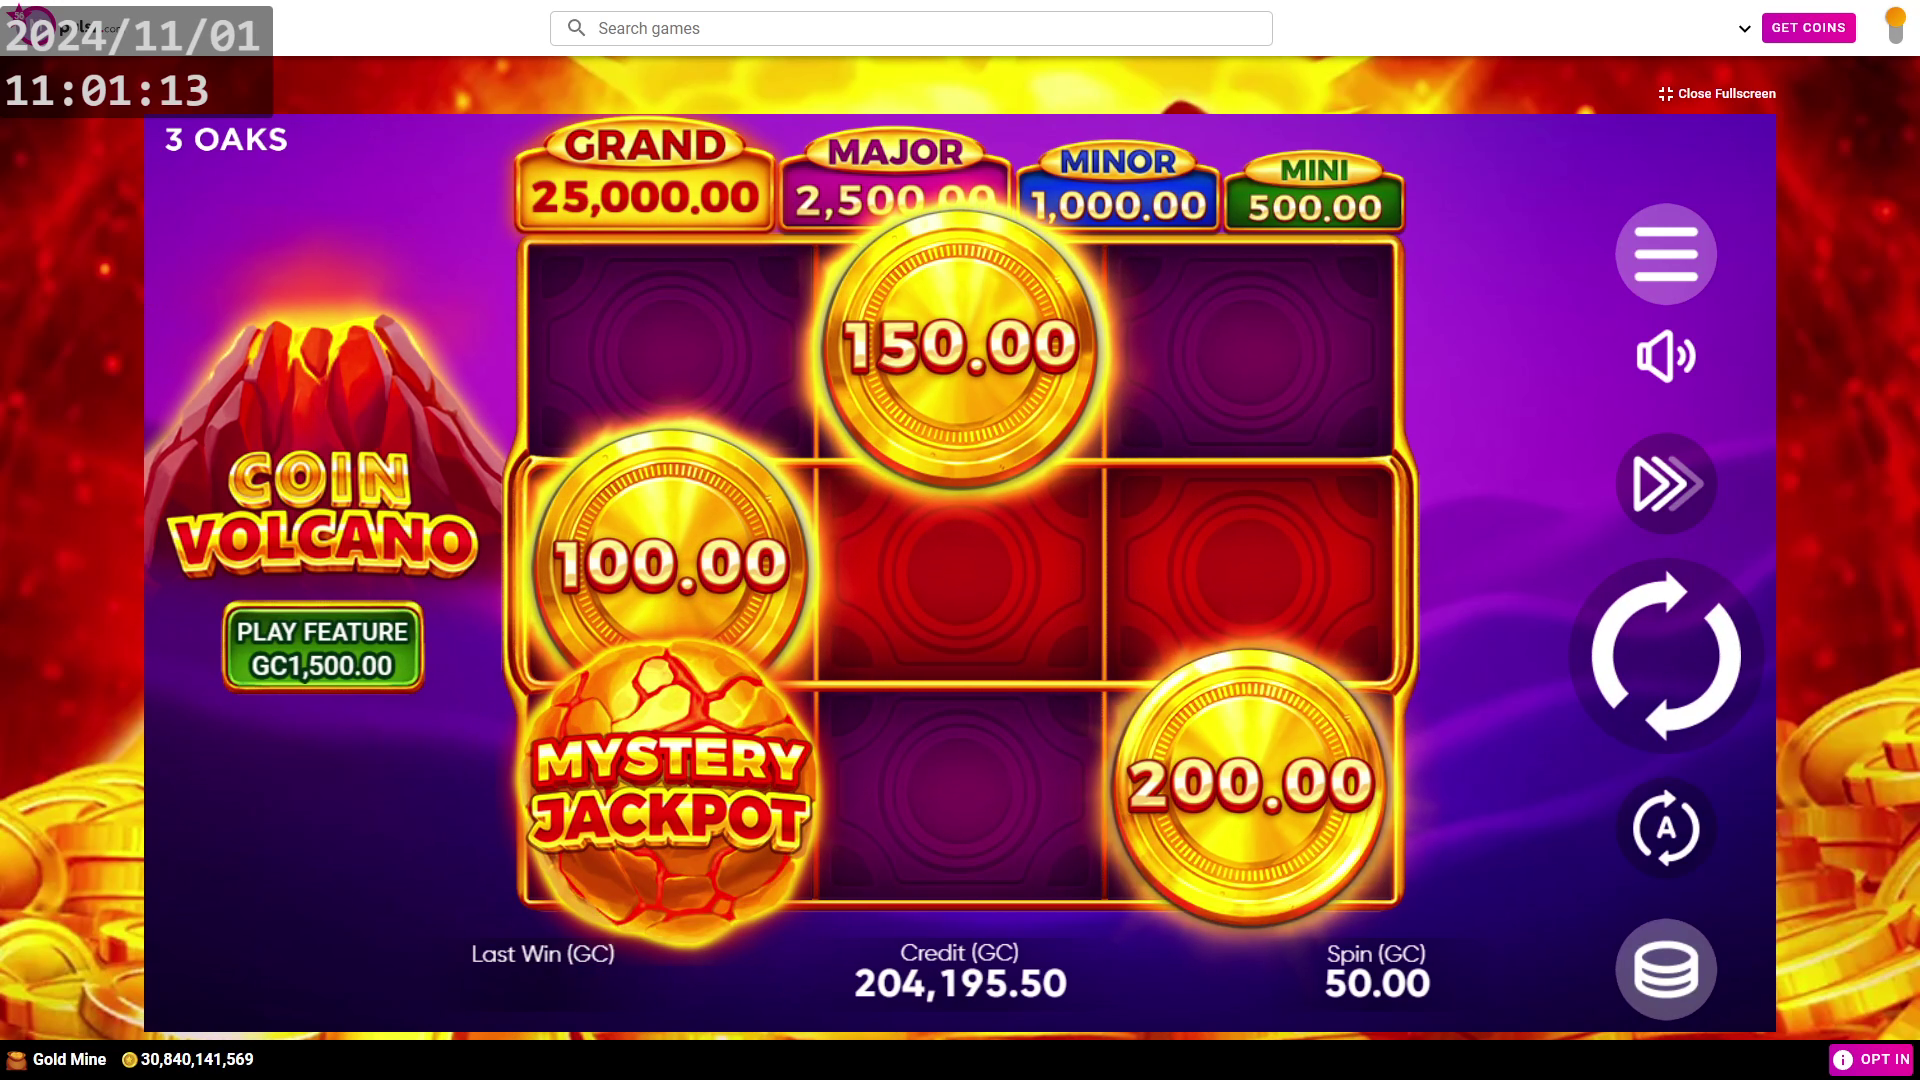 2024/11/01
11:01:13
Search games
GET COINS
Close Fullscreen
3 OAKS
GRAND
25,000.00
MAJOR
2,500.00
MINOR
1,000.00
MINI
500.00
150.00
100.00
COIN
VOLCANO
PLAY FEATURE
GC1,500.00
MYSTERY
JACKPOT
200.00
A
Last Win (GC)
Credit (GC)
204,195.50
Spin (GC)
50.00
Gold Mine
30,840,141,569
OPT IN